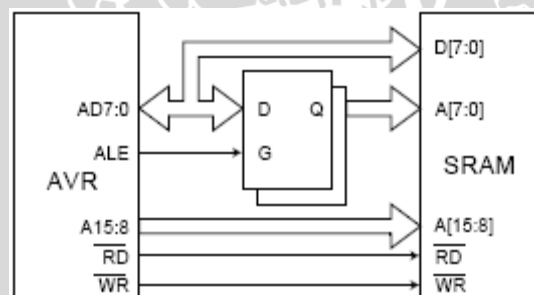 D[7:0]
AD7:0
D
Q
A[7:0]
ALE
G
AVR
SRAM
A15:8
A[15:8]
RD
RD
WR
WR